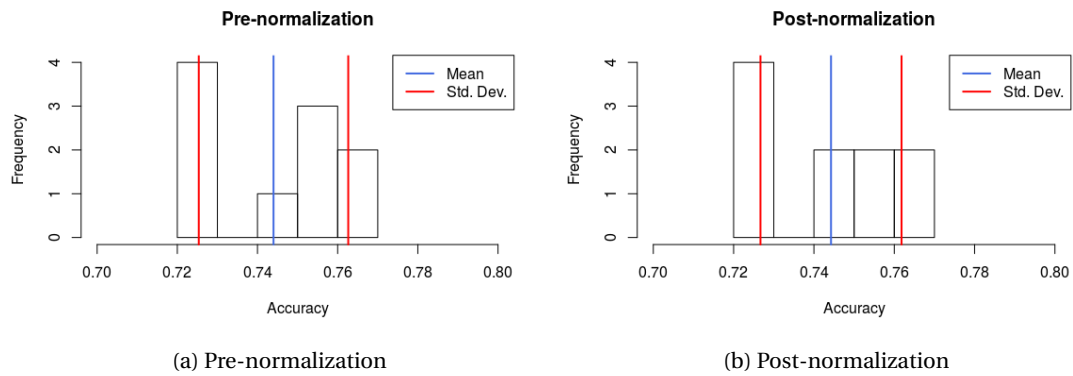 Pre-normalization
Mean
Std. Dev.
Frequency
0
1
2
3
4
0.70 0.72 0.74 0.76 0.78 0.80
Accuracy
(a) Pre-normalization
Post-normalization
Mean
Std. Dev.
Frequency
0
1
2
3
4
0.70 0.72 0.74 0.76 0.78 0.80
Accuracy
(b) Post-normalization